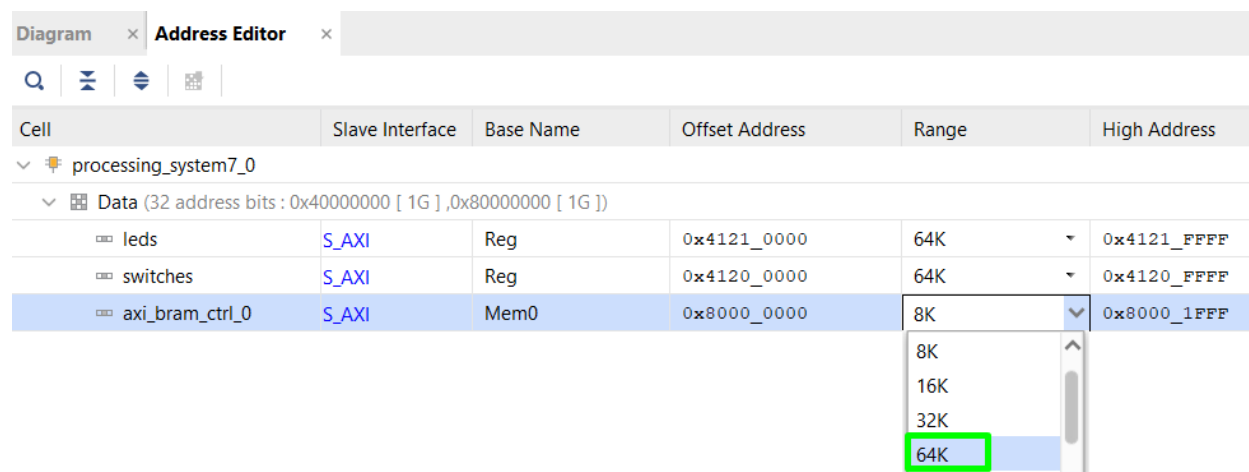 Diagram × Address Editor ×
Cell Slave Interface Base Name Offset Address Range High Address
processing_system7_0
Data (32 address bits : 0x40000000 [ 1G ] ,0x80000000 [ 1G ])
leds S_AXI Reg 0x4121_0000 64K 0x4121_FFFF
switches S_AXI Reg 0x4120_0000 64K 0x4120_FFFF
axi_bram_ctrl_0 S_AXI Mem0 0x8000_0000 8K 0x8000_1FFF
8K
16K
32K
64K